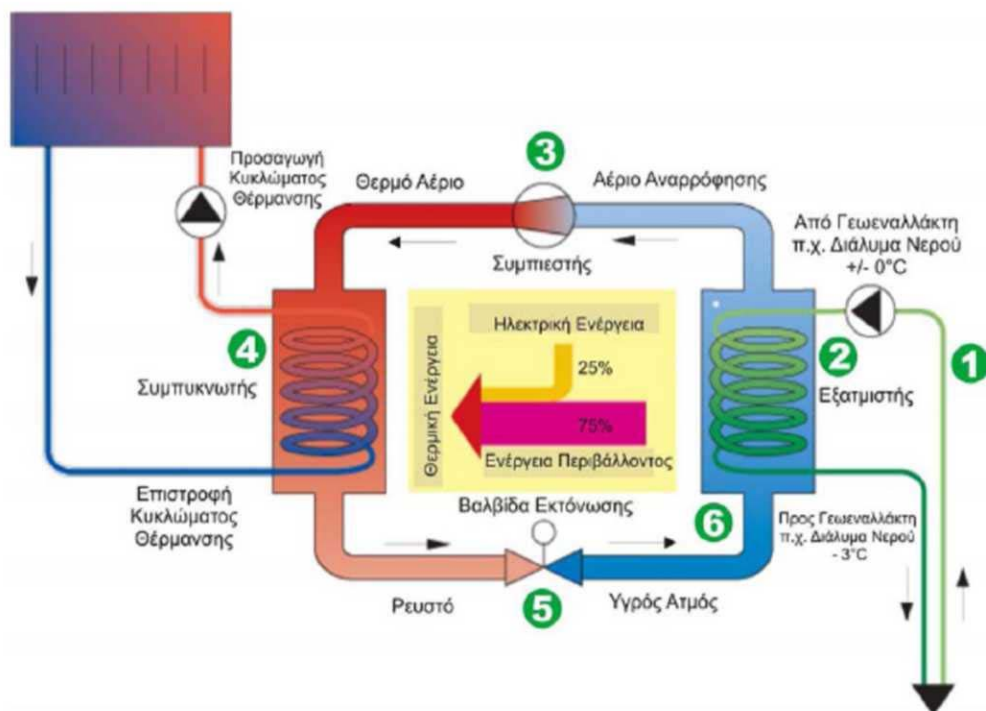 Προσαγωγή
Κυκλώματος
Θέρμανσης
Θερμό Αέριο
3
Συμπιεστής
Αέριο Αναρρόφησης
Από Γεωεναλλάκτη
π.χ. Διάλυμα Νερού
+/- 0°C
4
Συμπυκνωτής
Ηλεκτρική Ενέργεια
25%
75%
Θερμική Ενέργεια
Ενέργεια Περιβάλλοντος
2
Εξατμιστής
1
Επιστροφή
Κυκλώματος
Θέρμανσης
Βαλβίδα Εκτόνωσης
6
Προς Γεωεναλλάκτη
π.χ. Διάλυμα Νερού
- 3°C
Ρευστό
5
Υγρός Ατμός